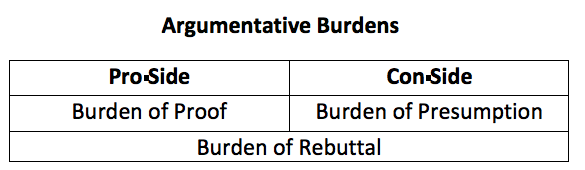 Argumentative Burdens
Pro-Side Con-Side
Burden of Proof Burden of Presumption
Burden of Rebuttal